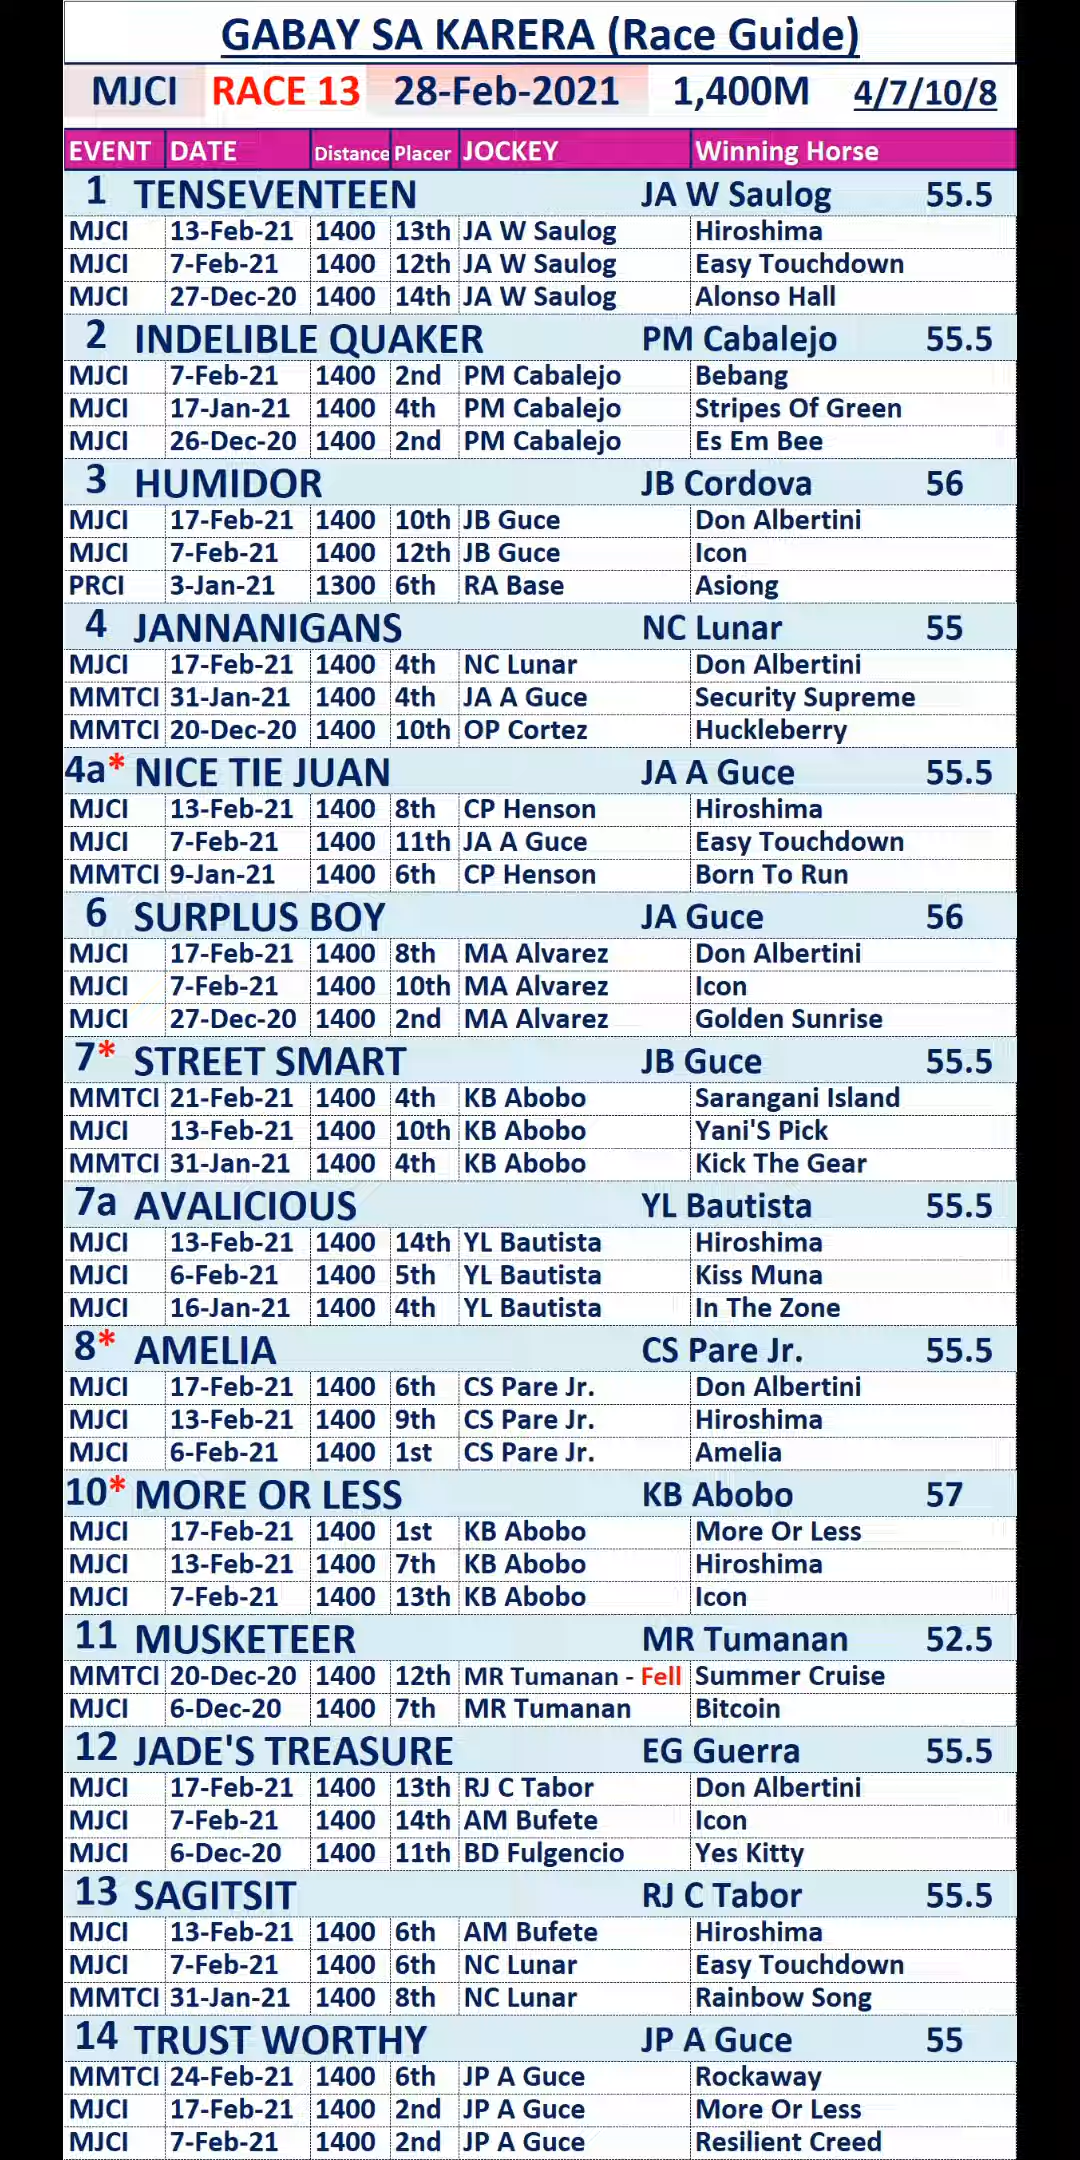 GABAY SA KARERA (Race Guide)
MJCI RACE 13 28-Feb-2021 1,400M 4/7/10/8
EVENT DATE Distance Placer JOCKEY Winning Horse
1 TENSEVENTEEN JA W Saulog 55.5
MJCI 13-Feb-21 1400 13th JA W Saulog Hiroshima
MJCI 7-Feb-21 1400 12th JA W Saulog Easy Touchdown
MJCI 27-Dec-20 1400 14th JA W Saulog Alonso Hall
2 INDELIBLE QUAKER PM Cabalejo 55.5
MJCI 7-Feb-21 1400 2nd PM Cabalejo Bebang
MJCI 17-Jan-21 1400 4th PM Cabalejo Stripes Of Green
MJCI 26-Dec-20 1400 2nd PM Cabalejo Es Em Bee
3 HUMIDOR JB Cordova 56
MJCI 17-Feb-21 1400 10th JB Guce Don Albertini
MJCI 7-Feb-21 1400 12th JB Guce Icon
PRCI 3-Jan-21 1300 6th RA Base Asiong
4 JANNANIGANS NC Lunar 55
MJCI 17-Feb-21 1400 4th NC Lunar Don Albertini
MMTCI 31-Jan-21 1400 4th JA A Guce Security Supreme
MMTCI 20-Dec-20 1400 10th OP Cortez Huckleberry
4a* NICE TIE JUAN JA A Guce 55.5
MJCI 13-Feb-21 1400 8th CP Henson Hiroshima
MJCI 7-Feb-21 1400 11th JA A Guce Easy Touchdown
MMTCI 9-Jan-21 1400 6th CP Henson Born To Run
6 SURPLUS BOY JA Guce 56
MJCI 17-Feb-21 1400 8th MA Alvarez Don Albertini
MJCI 7-Feb-21 1400 10th MA Alvarez Icon
MJCI 27-Dec-20 1400 2nd MA Alvarez Golden Sunrise
7* STREET SMART JB Guce 55.5
MMTCI 21-Feb-21 1400 4th KB Abobo Sarangani Island
MJCI 13-Feb-21 1400 10th KB Abobo Yani'S Pick
MMTCI 31-Jan-21 1400 4th KB Abobo Kick The Gear
7a AVALICIOUS YL Bautista 55.5
MJCI 13-Feb-21 1400 14th YL Bautista Hiroshima
MJCI 6-Feb-21 1400 5th YL Bautista Kiss Muna
MJCI 16-Jan-21 1400 4th YL Bautista In The Zone
8* AMELIA CS Pare Jr. 55.5
MJCI 17-Feb-21 1400 6th CS Pare Jr. Don Albertini
MJCI 13-Feb-21 1400 9th CS Pare Jr. Hiroshima
MJCI 6-Feb-21 1400 1st CS Pare Jr. Amelia
10* MORE OR LESS KB Abobo 57
MJCI 17-Feb-21 1400 1st KB Abobo More Or Less
MJCI 13-Feb-21 1400 7th KB Abobo Hiroshima
MJCI 7-Feb-21 1400 13th KB Abobo Icon
11 MUSKETEER MR Tumanan 52.5
MMTCI 20-Dec-20 1400 12th MR Tumanan - Fell Summer Cruise
MJCI 6-Dec-20 1400 7th MR Tumanan Bitcoin
12 JADE'S TREASURE EG Guerra 55.5
MJCI 17-Feb-21 1400 13th RJ C Tabor Don Albertini
MJCI 7-Feb-21 1400 14th AM Bufete Icon
MJCI 6-Dec-20 1400 11th BD Fulgencio Yes Kitty
13 SAGITSIT RJ C Tabor 55.5
MJCI 13-Feb-21 1400 6th AM Bufete Hiroshima
MJCI 7-Feb-21 1400 6th NC Lunar Easy Touchdown
MMTCI 31-Jan-21 1400 8th NC Lunar Rainbow Song
14 TRUST WORTHY JP A Guce 55
MMTCI 24-Feb-21 1400 6th JP A Guce Rockaway
MJCI 17-Feb-21 1400 2nd JP A Guce More Or Less
MJCI 7-Feb-21 1400 2nd JP A Guce Resilient Creed